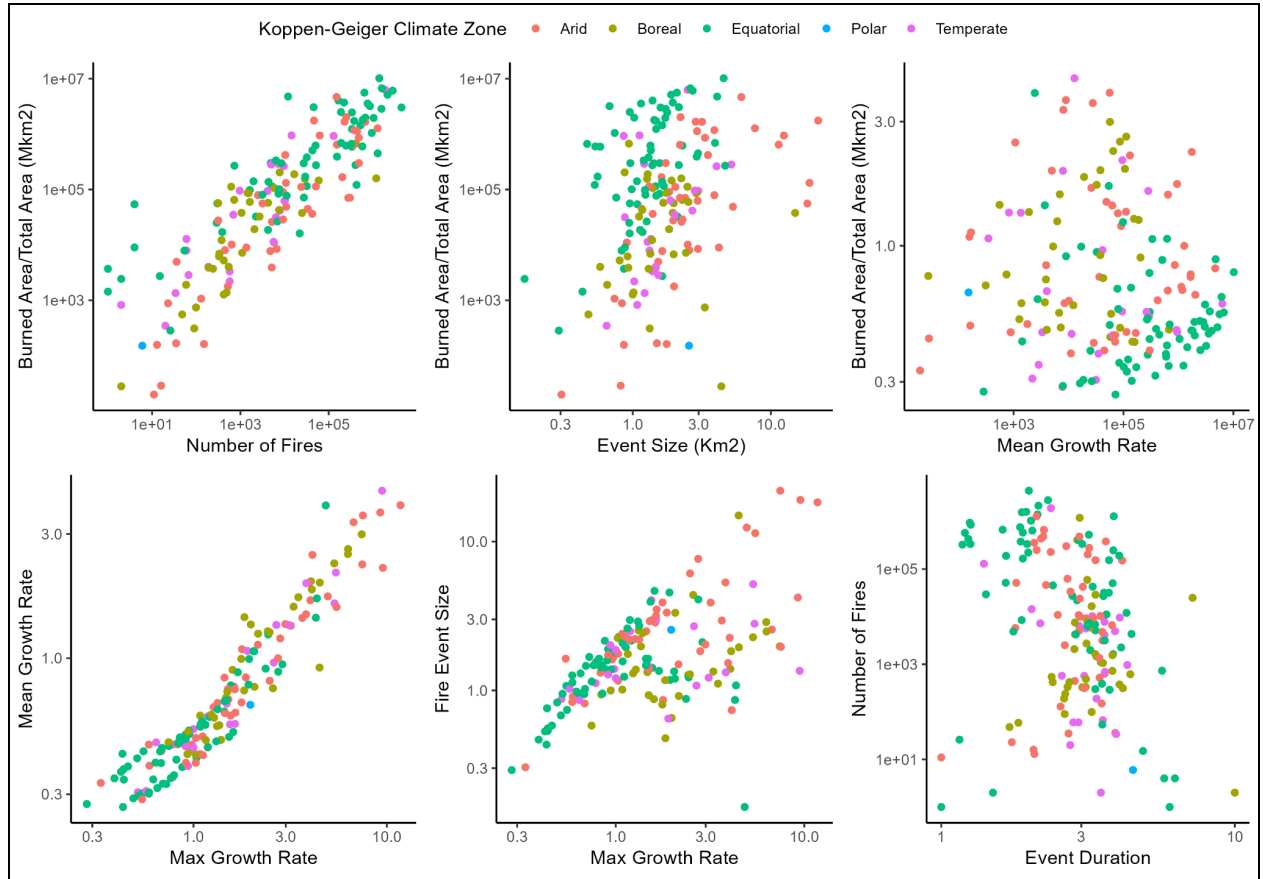 Koppen-Geiger Climate Zone Arid Boreal Equatorial Polar Temperate
Burned Area/Total Area (Mkm2)
1e+07
1e+05
1e+03
1e+01 1e+03 1e+05
Number of Fires
Burned Area/Total Area (Mkm2)
1e+07
1e+05
1e+03
0.3 1.0 3.0 10.0
Event Size (Km2)
Burned Area/Total Area (Mkm2)
3.0
1.0
0.3
1e+03 1e+05 1e+07
Mean Growth Rate
Mean Growth Rate
3.0
1.0
0.3
0.3 1.0 3.0 10.0
Max Growth Rate
Fire Event Size
10.0
3.0
1.0
0.3
0.3 1.0 3.0 10.0
Max Growth Rate
Number of Fires
1e+05
1e+03
1e+01
1 3 10
Event Duration